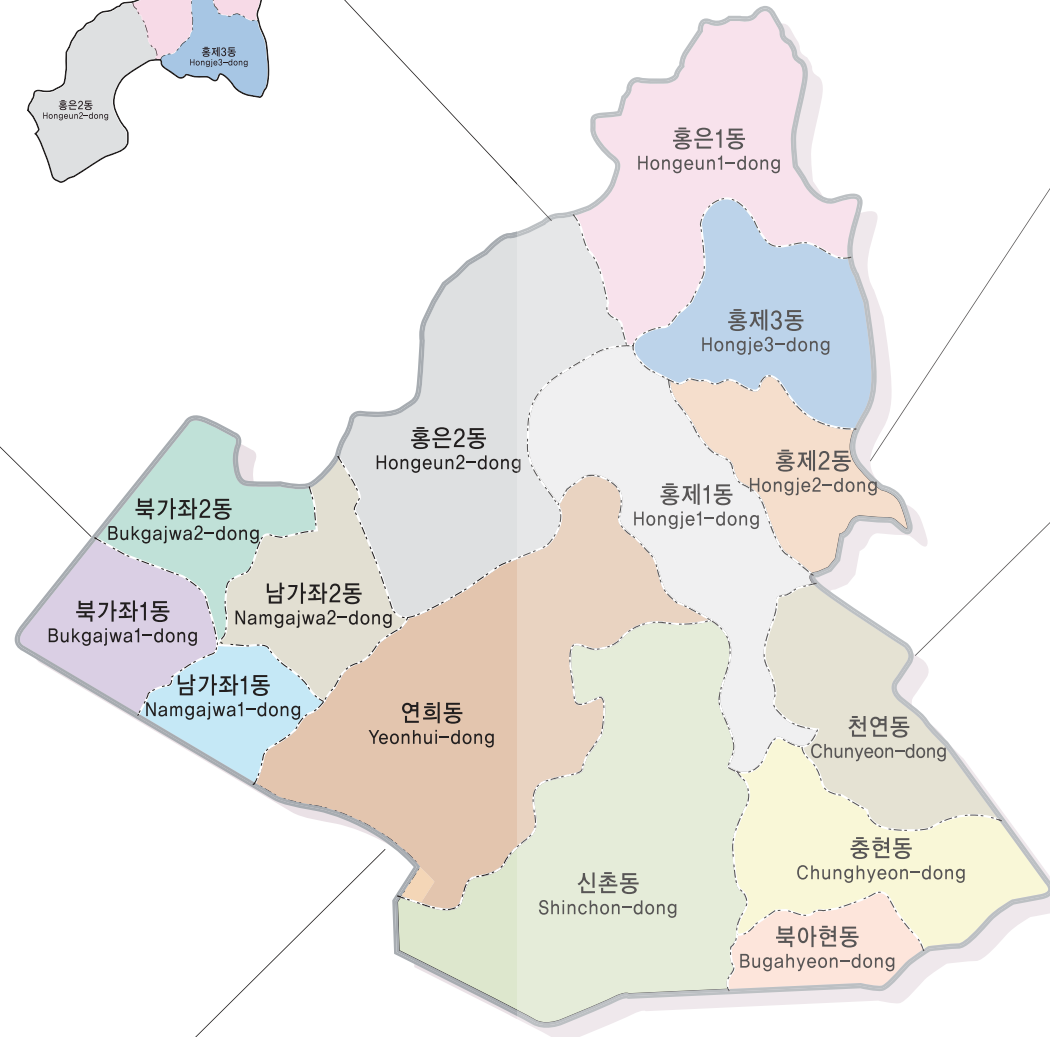 홍제3동
Hongje3-dong
홍은2동
Hongeun2-dong
홍은1동
Hongeun1-dong
홍제3동
Hongje3-dong
홍은2동
Hongeun2-dong
홍제2동
Hongje2-dong
홍제1동
Hongje1-dong
북가좌2동
Bukgajwa2-dong
남가좌2동
Namgajwa2-dong
북가좌1동
Bukgajwa1-dong
남가좌1동
Namgajwa1-dong
연희동
Yeonhui-dong
천연동
Chunyeon-dong
충현동
Chunghyeon-dong
신촌동
Shinchon-dong
북아현동
Bugahyeon-dong